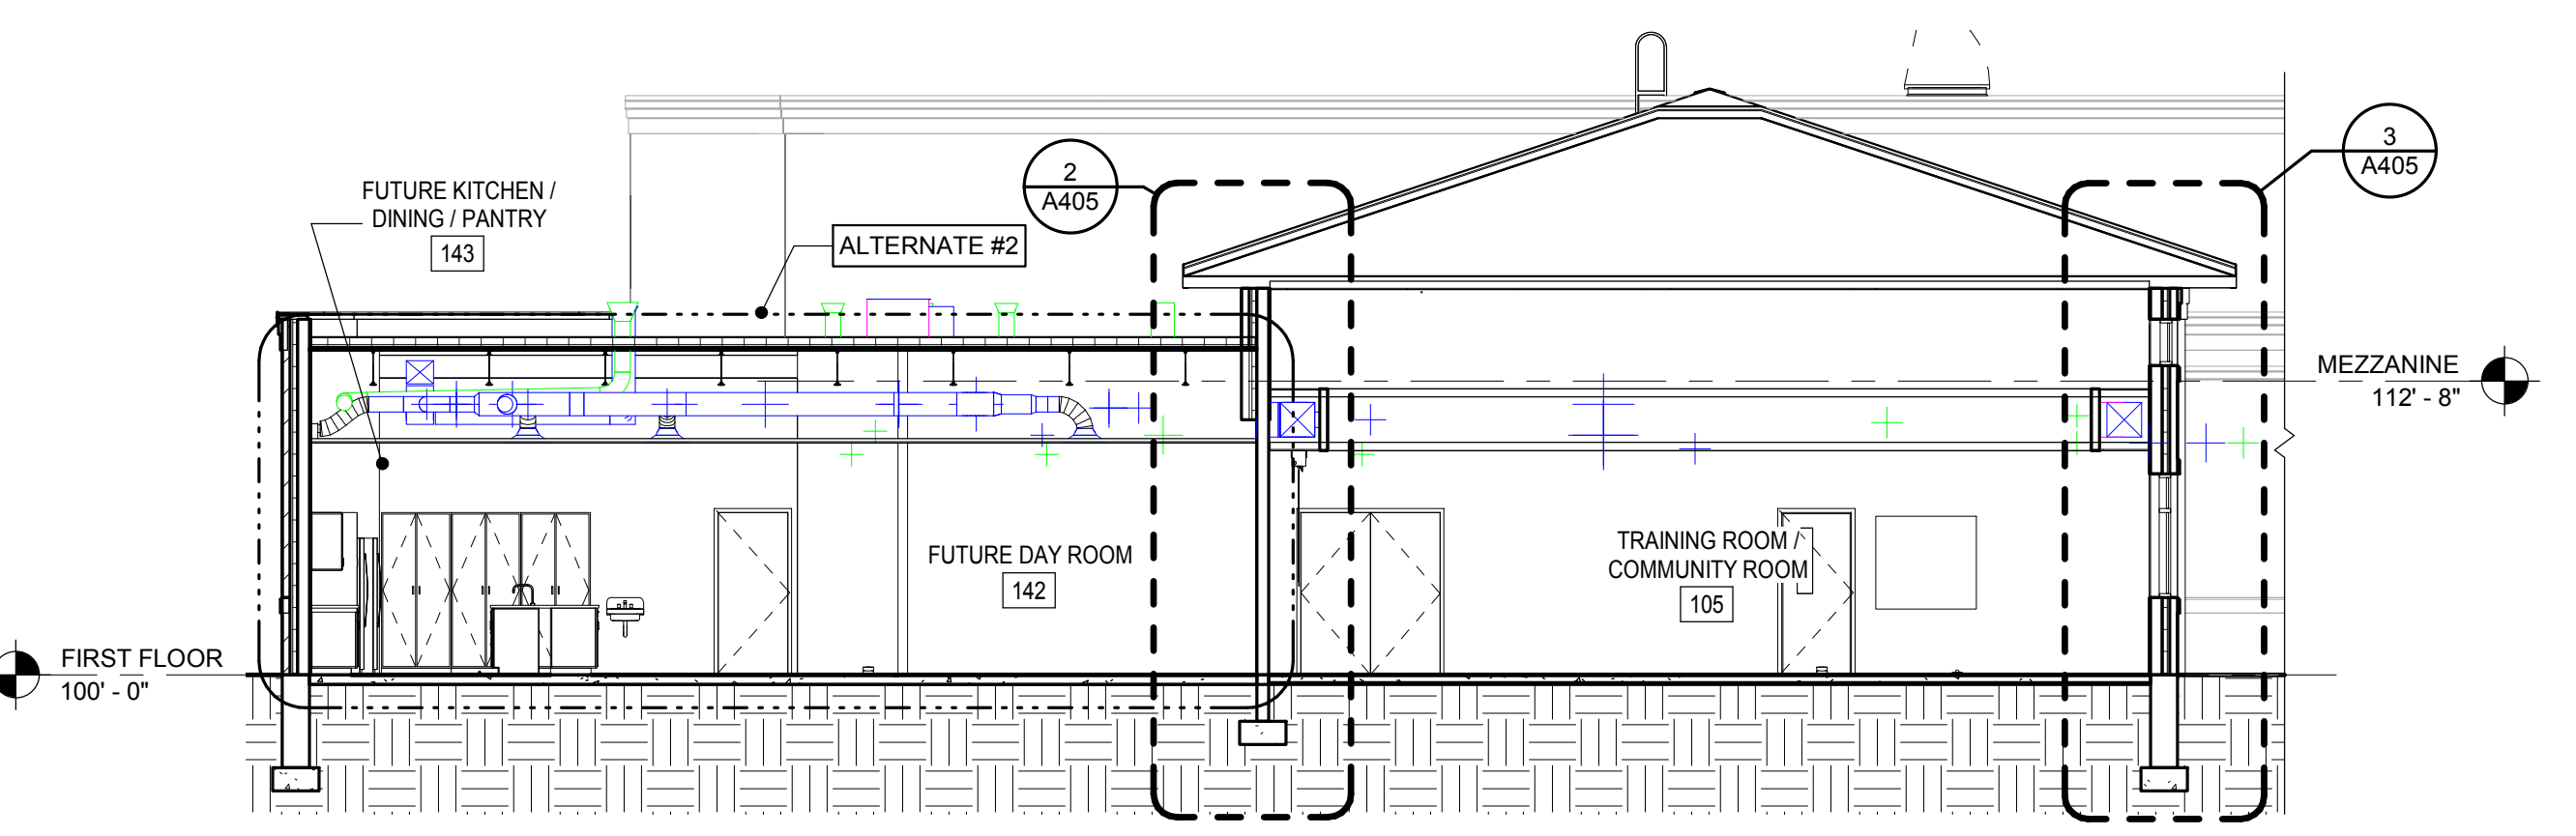 3
A405
2
A405
FUTURE KITCHEN /
DINING / PANTRY
143
ALTERNATE #2
MEZZANINE
112' - 8"
FUTURE DAY ROOM
142
TRAINING ROOM /
COMMUNITY ROOM
105
FIRST FLOOR
100' - 0"